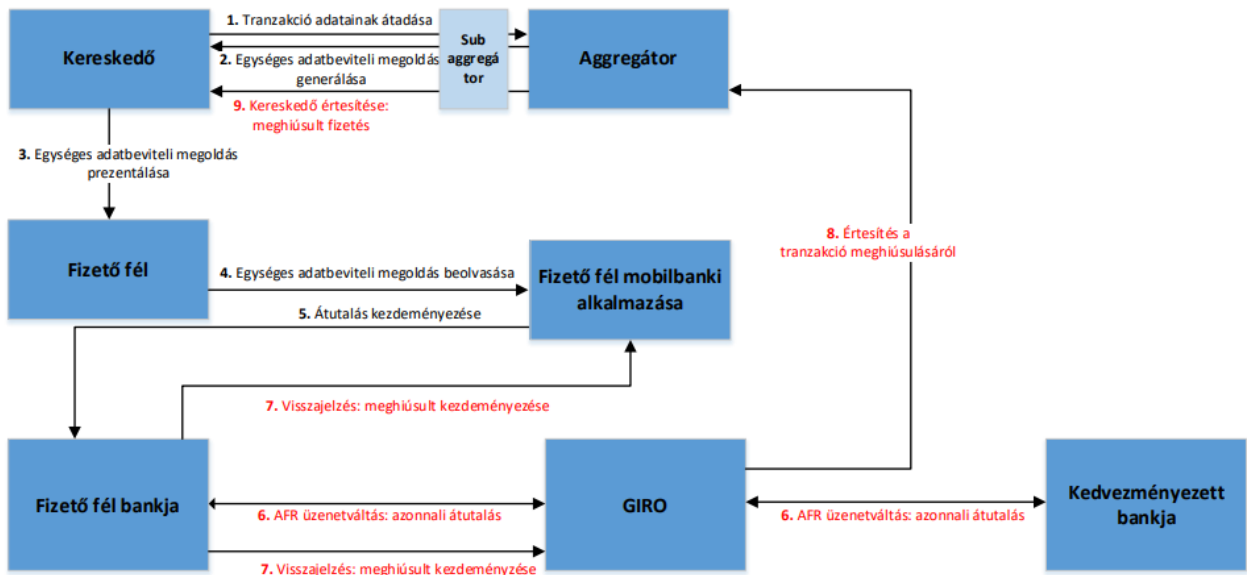 1. Tranzakció adatainak átadása
Kereskedő
Sub
aggregá
tor
Aggregátor
2. Egységes adatbeviteli megoldás
generálása
9. Kereskedő értesítése:
meghiúsult fizetés
3. Egységes adatbeviteli megoldás
prezentálása
8. Értesítés a
tranzakció meghiúsulásáról
Fizető fél
4. Egységes adatbeviteli megoldás beolvasása
Fizető fél mobilbanki
alkalmazása
5. Átutalás kezdeményezése
7. Visszajelzés: meghiúsult kezdeményezése
Fizető fél bankja
6. AFR üzenetváltás: azonnali átutalás
GIRO
6. AFR üzenetváltás: azonnali átutalás
Kedvezményezett
bankja
7. Visszajelzés: meghiúsult kezdeményzése